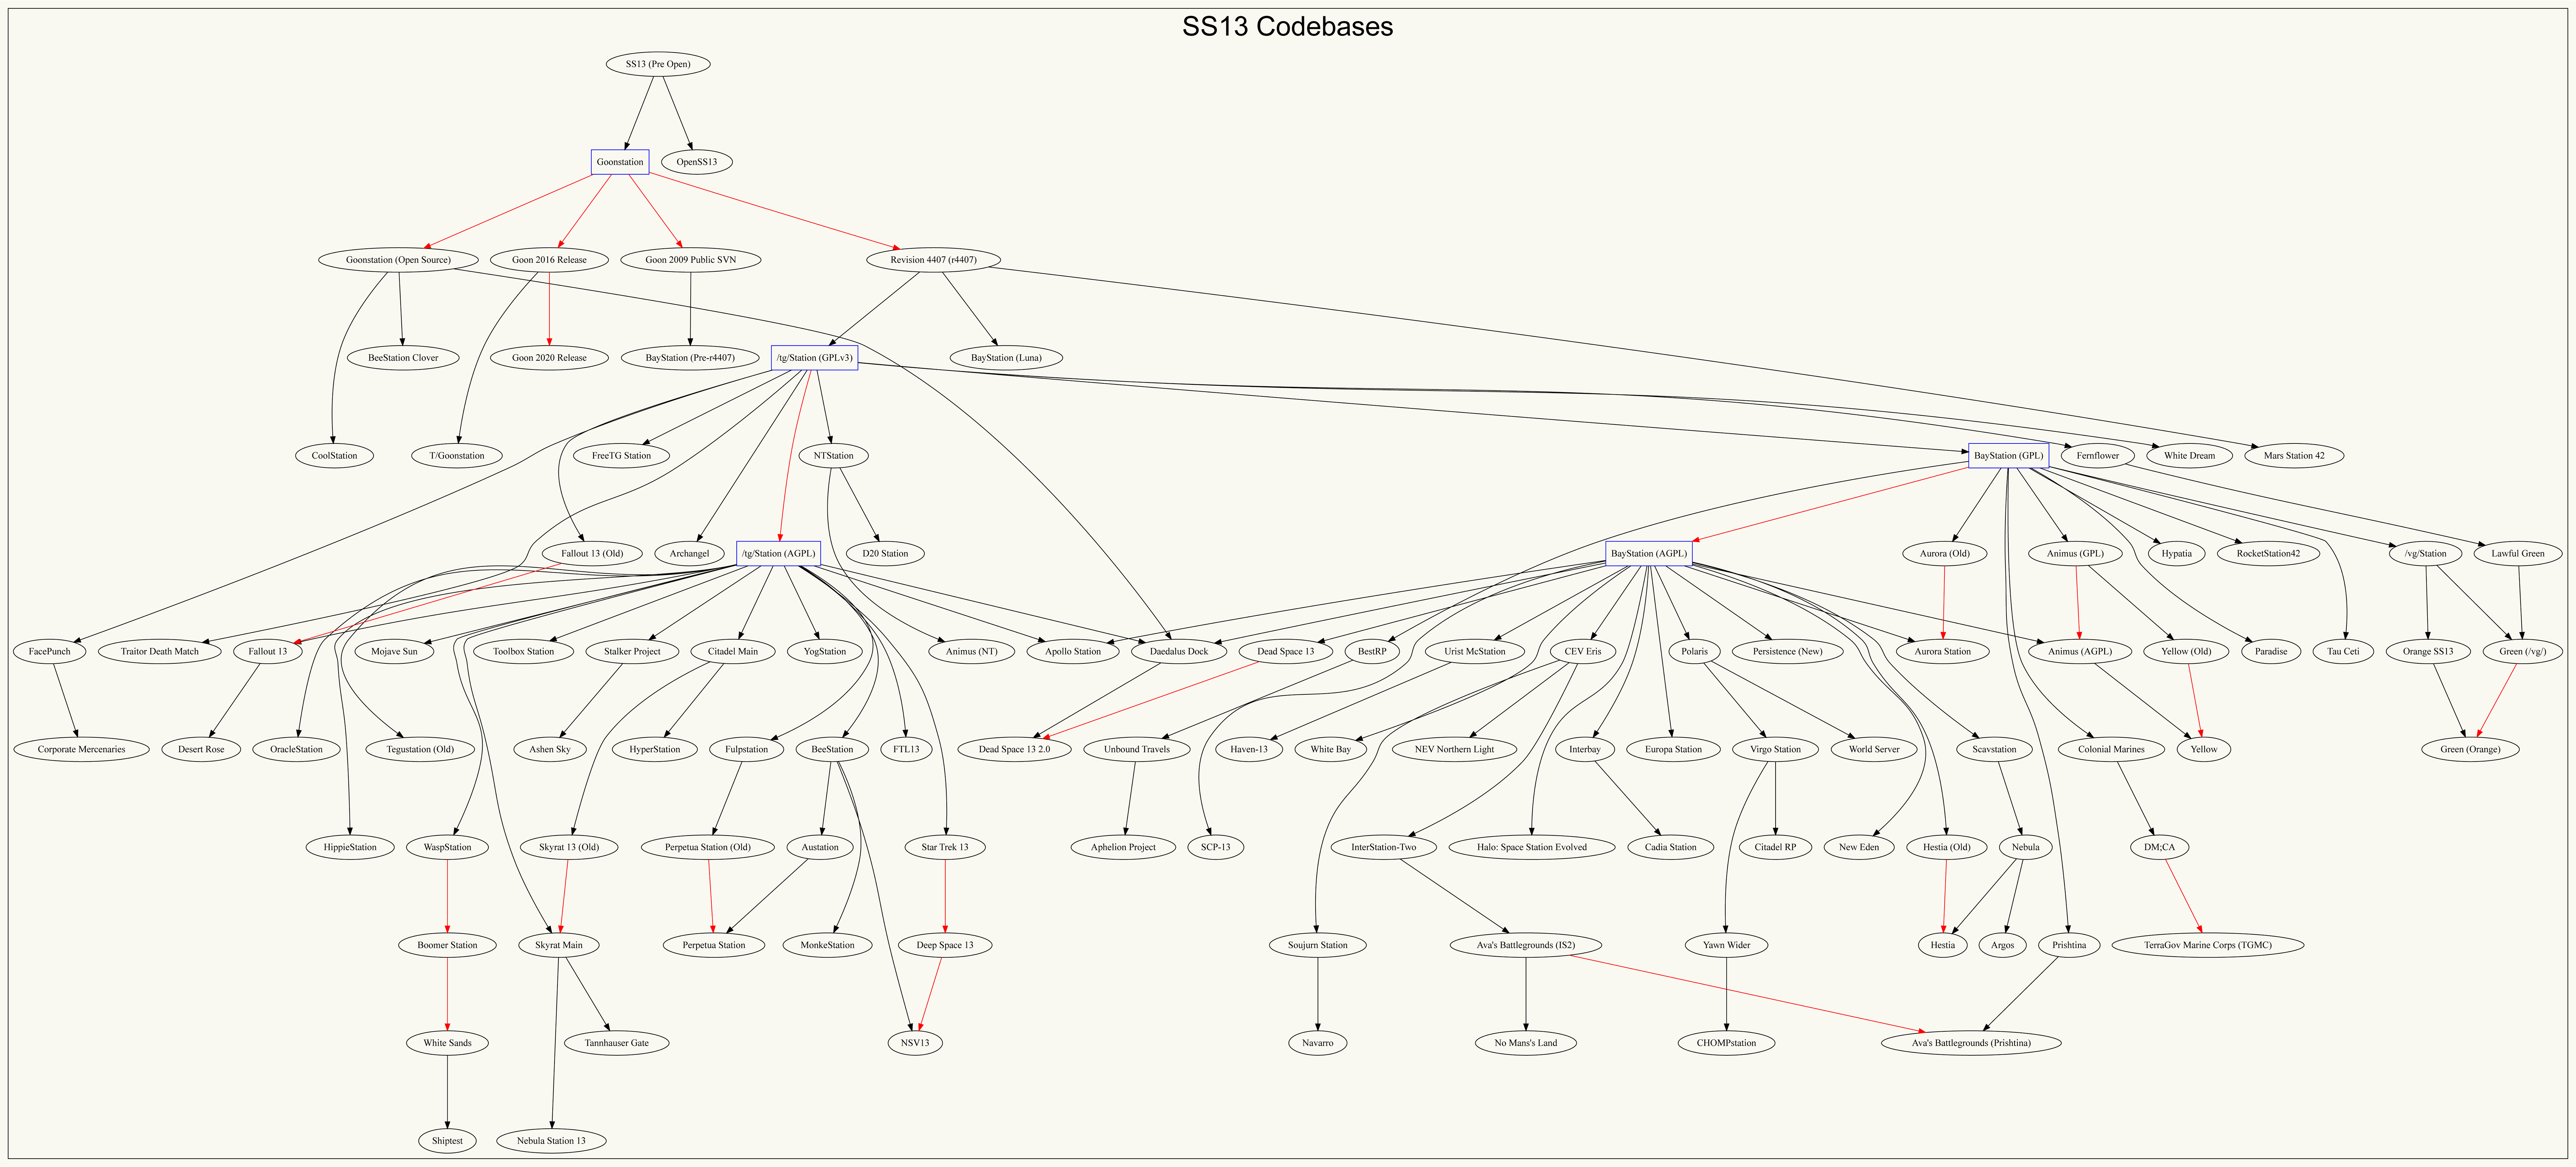 SS13 Codebases
SS13 (Pre Open)
Goonstation
OpenSS13
Goonstation (Open Source)
Goon 2016 Release
Goon 2009 Public SVN
Revision 4407 (r4407)
BeeStation Clover
Goon 2020 Release
BayStation (Pre-r4407)
/tg/Station (GPLv3)
BayStation (Luna)
CoolStation
T/Goonstation
FreeTG Station
NTStation
BayStation (GPL)
Fernflower
White Dream
Mars Station 42
Fallout 13 (Old)
Archangel
/tg/Station (AGPL)
D20 Station
BayStation (AGPL)
Aurora (Old)
Animus (GPL)
Hypatia
RocketStation42
/vg/Station
Lawful Green
FacePunch
Traitor Death Match
Fallout 13
Mojave Sun
Toolbox Station
Stalker Project
Citadel Main
YogStation
Animus (NT)
Apollo Station
Daedalus Dock
Dead Space 13
BestRP
Urist McStation
CEV Eris
Polaris
Persistence (New)
Aurora Station
Animus (AGPL)
Yellow (Old)
Paradise
Tau Ceti
Orange SS13
Green (/vg/)
Corporate Mercenaries
Desert Rose
OracleStation
Tegustation (Old)
Ashen Sky
HyperStation
Fulpstation
BeeStation
FTL13
Dead Space 13 2.0
Unbound Travels
Haven-13
White Bay
NEV Northern Light
Interbay
Europa Station
Virgo Station
World Server
Scavstation
Colonial Marines
Yellow
Green (Orange)
HippieStation
WaspStation
Skyrat 13 (Old)
Perpetua Station (Old)
Austation
Star Trek 13
Aphelion Project
SCP-13
InterStation-Two
Halo: Space Station Evolved
Cadia Station
Citadel RP
New Eden
Hestia (Old)
Nebula
DM;CA
Boomer Station
Skyrat Main
Perpetua Station
MonkeStation
Deep Space 13
Soujurn Station
Ava's Battlegrounds (IS2)
Yawn Wider
Hestia
Argos
Prishtina
TerraGov Marine Corps (TGMC)
White Sands
Tannhauser Gate
NSV13
Navarro
No Mans's Land
CHOMPstation
Ava's Battlegrounds (Prishtina)
Shiptest
Nebula Station 13